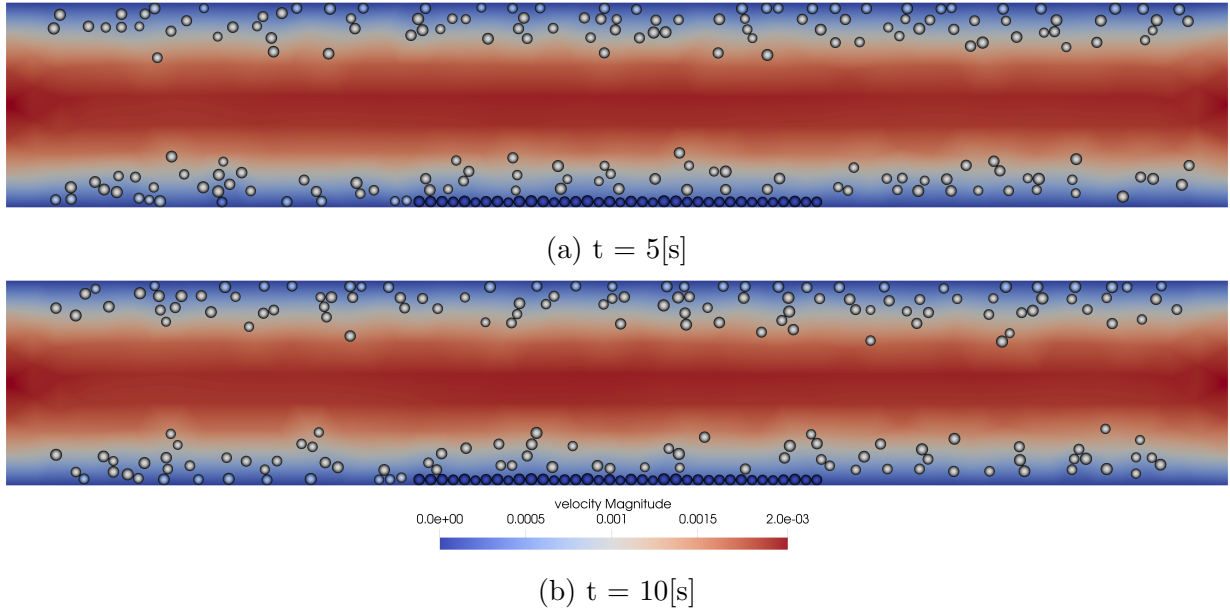 (a) t = 5[s]
velocity Magnitude
0.0e+00 0.0005 0.001 0.0015 2.0e-03
(b) t = 10[s]